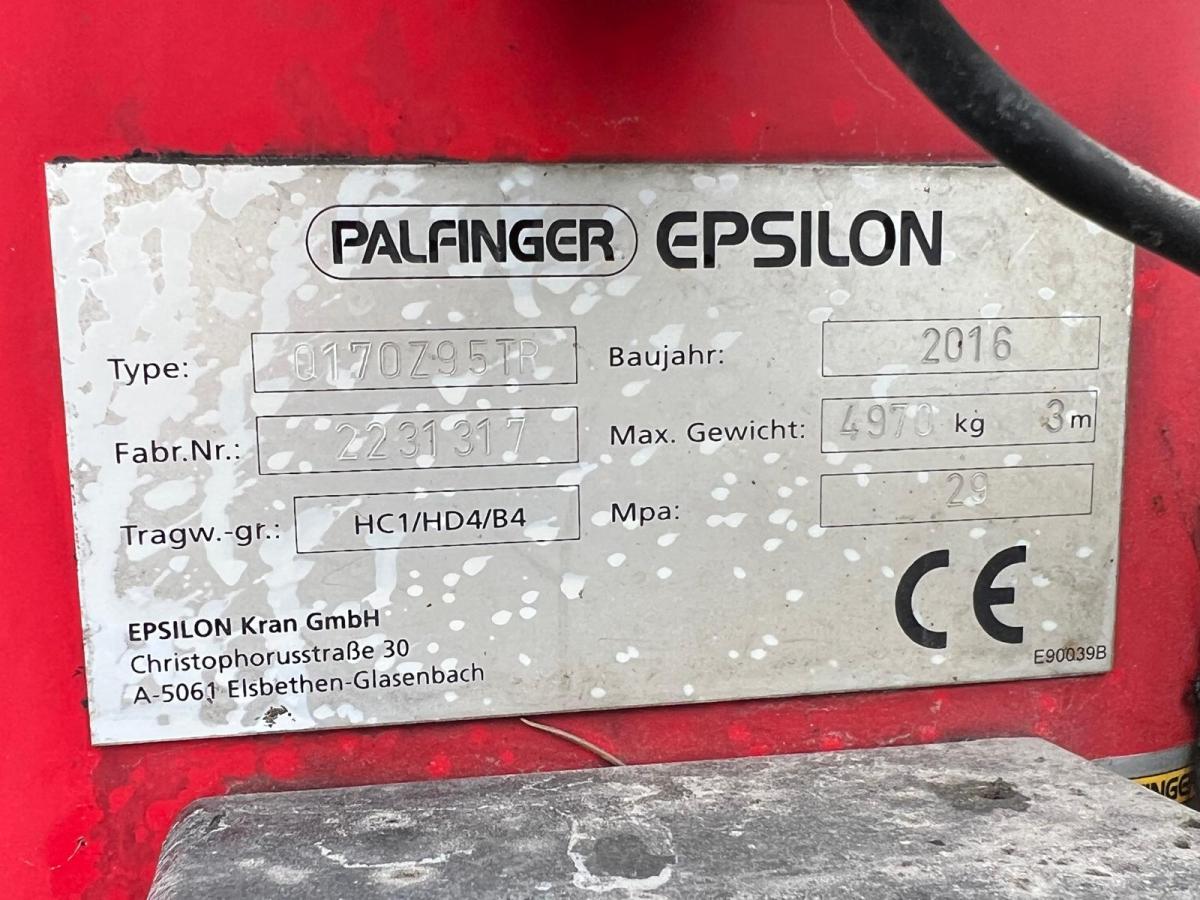 PALFINGER EPSILON
Type: Q170Z95TR Baujahr: 2016
Fabr.Nr.: 2231317 Max. Gewicht: 4970 kg 3 m
Tragw.-gr.: HC1/HD4/B4 Mpa: 29
CE
EPSILON Kran GmbH
Christophorusstraße 30
A-5061 Elsbethen-Glasenbach
E90039B